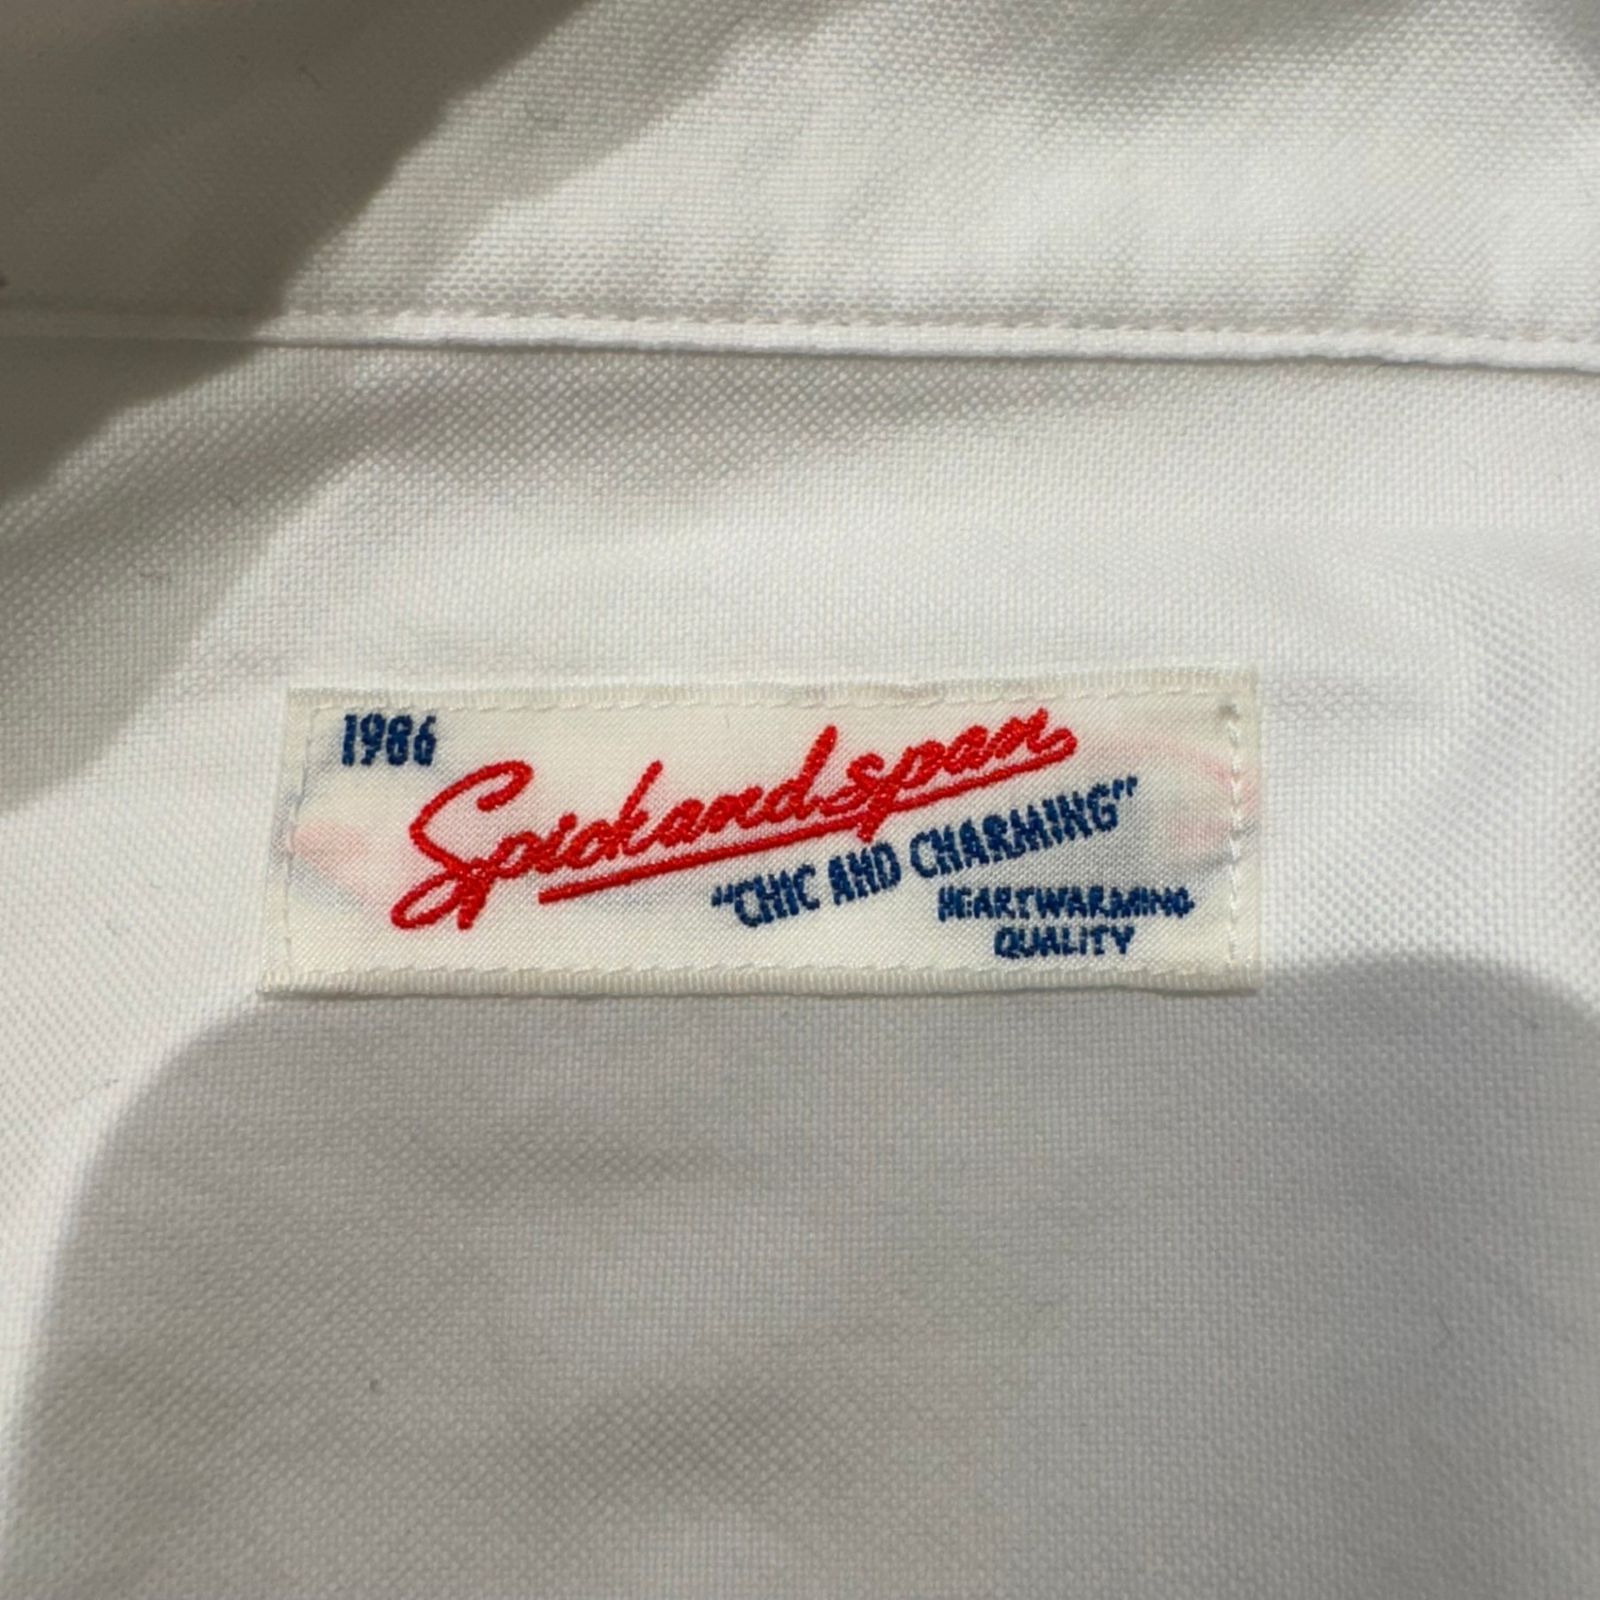 1986
Spickandspan
"CHIC AND CHARMING"
HEARTWARMING
QUALITY